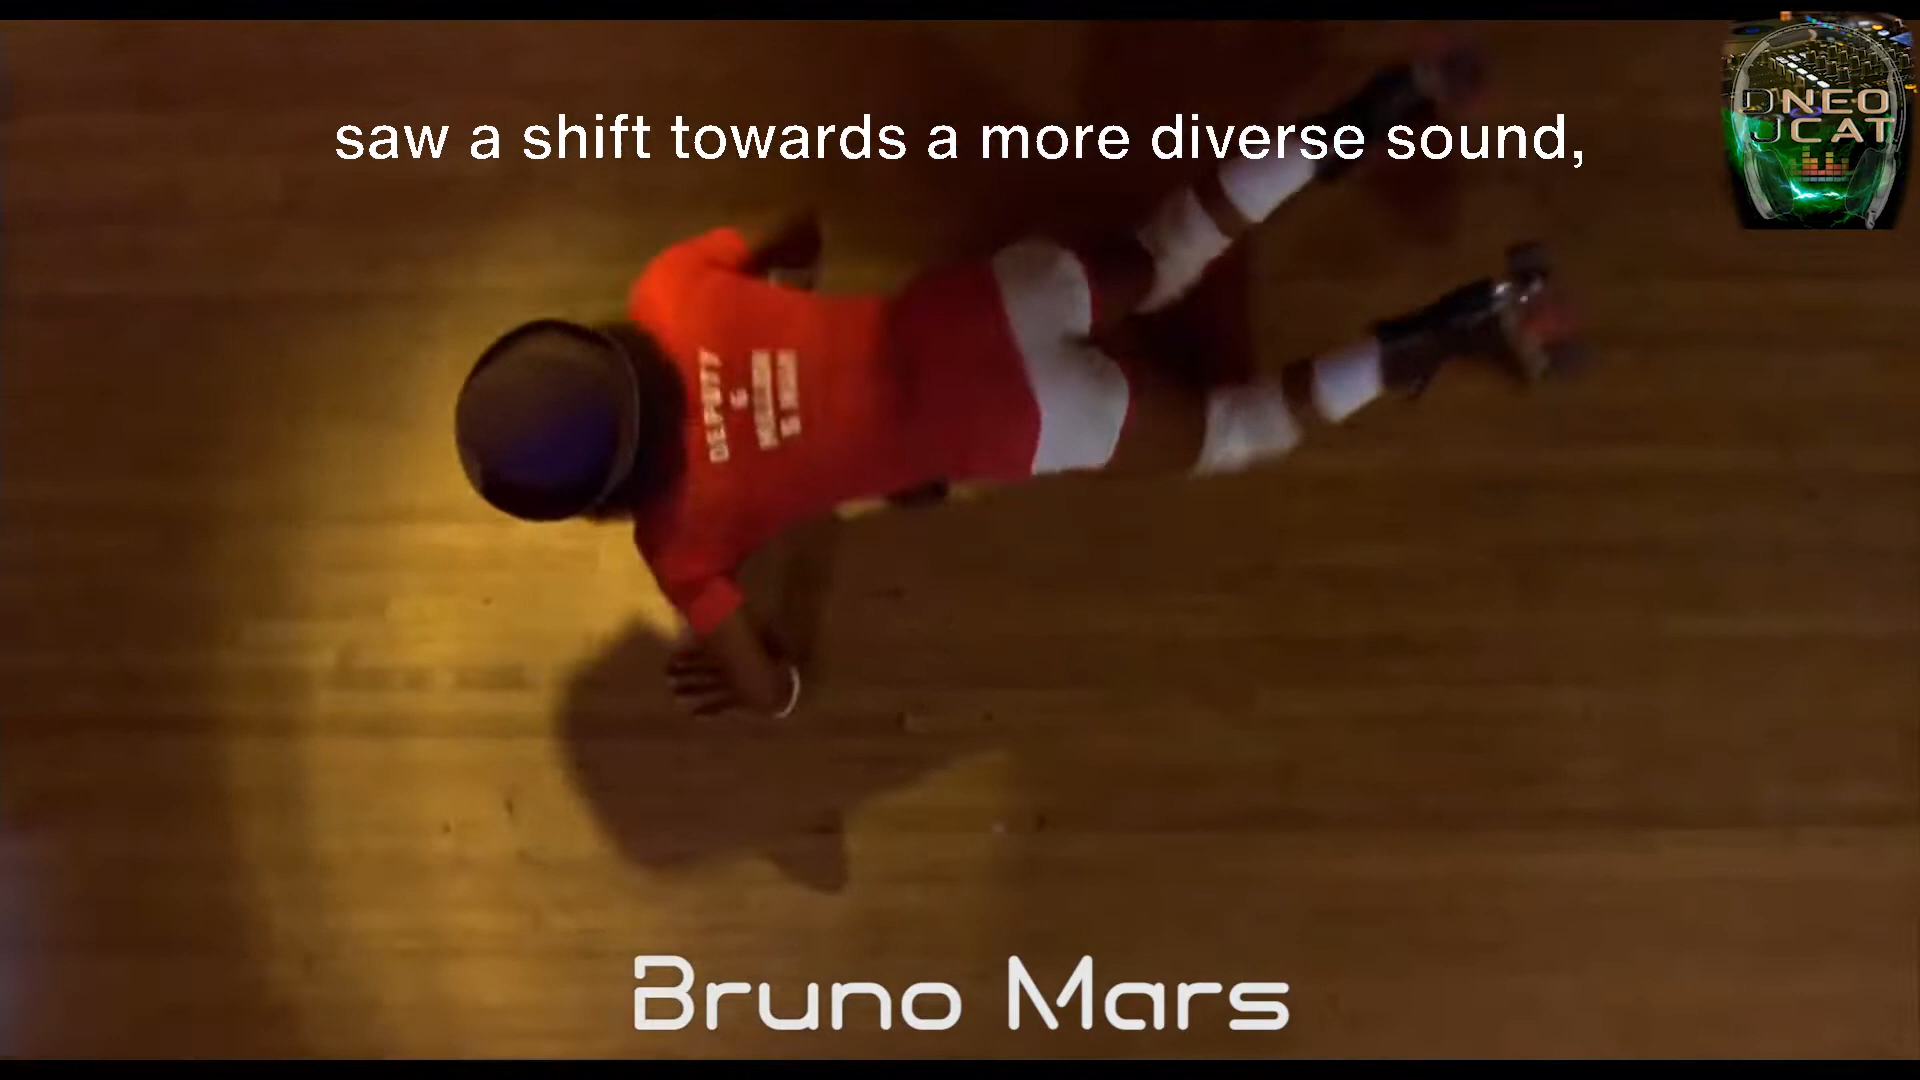 saw a shift towards a more diverse sound,
DNEO
JCAT
DEPUTY
Bruno Mars